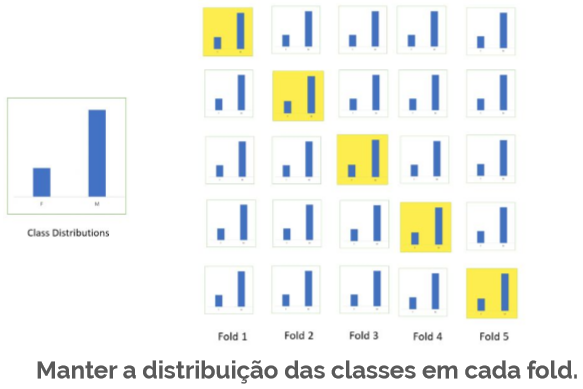 F M
Class Distributions
Fold 1 Fold 2 Fold 3 Fold 4 Fold 5
Manter a distribuição das classes em cada fold.